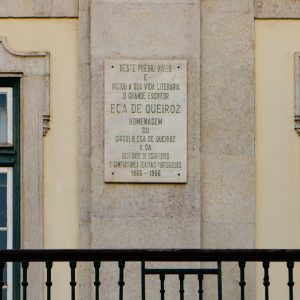 NESTE PRÉDIO VIVEU
E
INICIOU A SUA VIDA LITERÁRIA
O GRANDE ESCRITOR
EÇA DE QUEIROZ
HOMENAGEM
DO
CÍRCULO EÇA DE QUEIROZ
E DA
SOCIEDADE DE ESCRITORES
E COMPOSITORES TEATRAIS PORTUGUESES
1866-1966